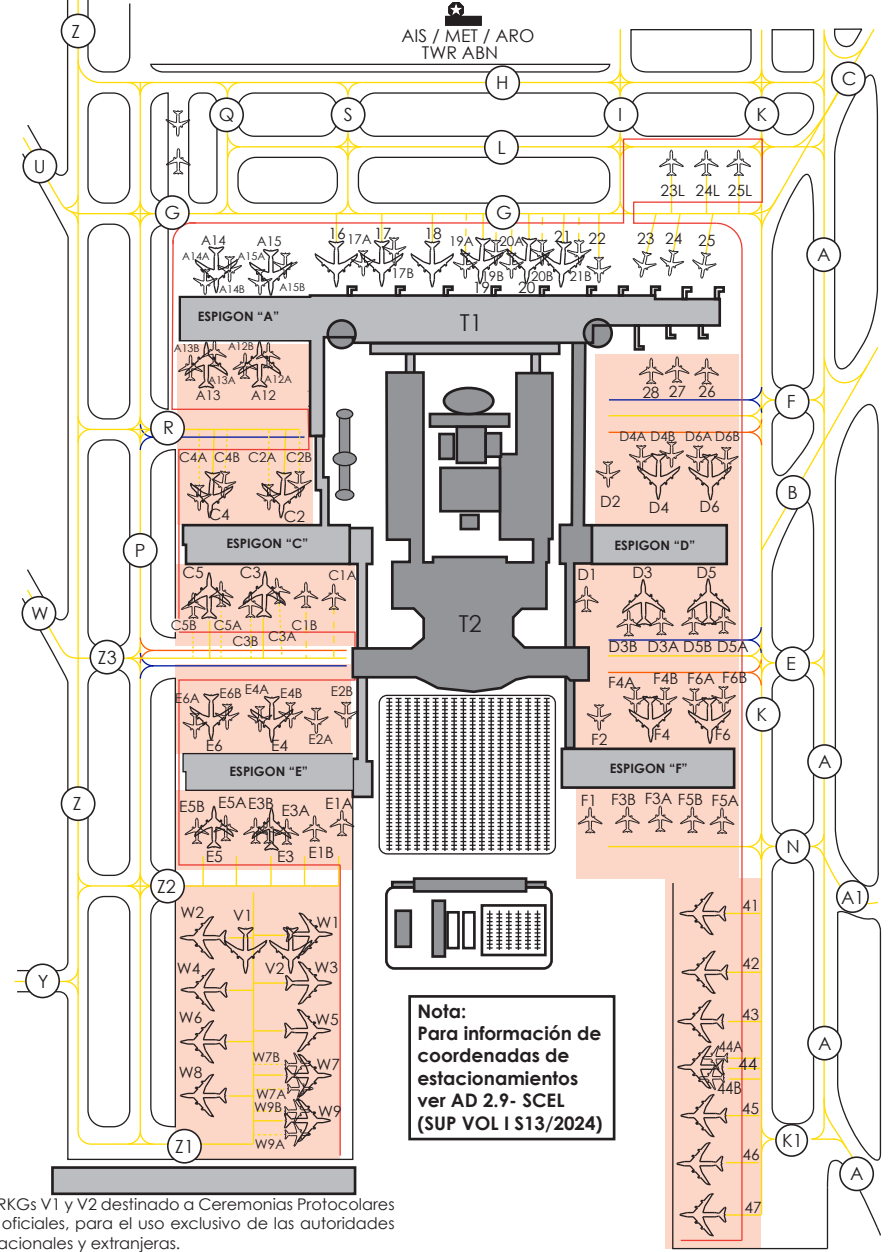 Z
AIS / MET / ARO
TWR ABN
H
C
Q
S
I
K
U
L
23L 24L 25L
G
G
A14
A15
16
17A
17
18
19A
20A
21
22
23
24
25
A
A14A
A15A
17B
19B
20B
21B
A14B
A15B
19
20
ESPIGON "A"
T1
A13B
A12B
A13A
A12A
A13
A12
28
27
26
F
R
D4A
D4B
D6A
D6B
C4A
C4B
C2A
C2B
D2
D4
D6
B
C4
C2
P
ESPIGON "C"
ESPIGON "D"
C5
C3
C1A
D1
D3
D5
W
C5B
C5A
C1B
T2
C3B
C3A
D3B
D3A
D5B
D5A
Z3
E
E6A
E6B
E4A
E4B
E2B
F4A
F4B
F6A
F6B
K
E6
E4
E2A
F2
F4
F6
ESPIGON "E"
ESPIGON "F"
A
Z
E5B
E5A
E3B
E3A
E1A
F1
F3B
F3A
F5B
F5A
E5
E3
E1B
N
Z2
A1
W2
V1
W1
41
V2
W4
W3
42
Y
W6
W5
43
A
W7B
W7
44A
44
44B
W8
W7A
W9B
W9
45
W9A
Z1
46
K1
A
47
Nota:
Para información de
coordenadas de
estacionamientos
ver AD 2.9- SCEL
(SUP VOL I S13/2024)
RKGs V1 y V2 destinado a Ceremonias Protocolares
oficiales, para el uso exclusivo de las autoridades
acionales y extranjeras.